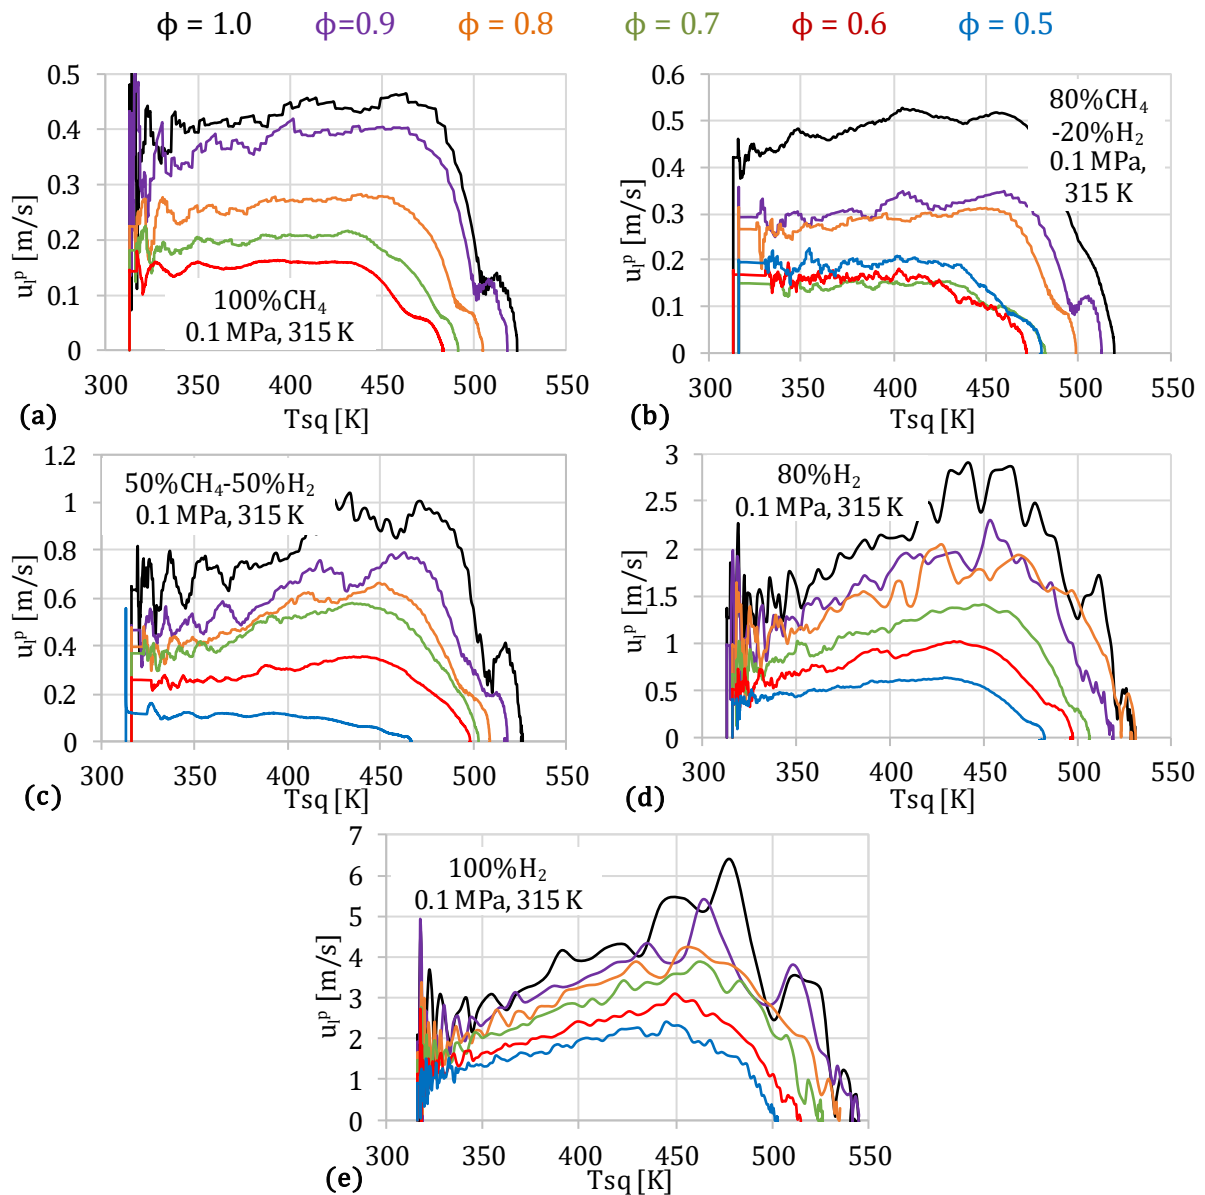 ϕ = 1.0 ϕ=0.9 ϕ = 0.8 ϕ = 0.7 ϕ = 0.6 ϕ = 0.5
0.5
0.4
0.3
0.2
0.1
0
uₗᵖ [m/s]
100%CH₄
0.1 MPa, 315 K
300 350 400 450 500 550
(a) Tsq [K]
0.6
0.5
0.4
0.3
0.2
0.1
0
uₗᵖ [m/s]
80%CH₄
-20%H₂
0.1 MPa,
315 K
300 350 400 450 500 550
(b) Tsq [K]
1.2
1
0.8
0.6
0.4
0.2
0
uₗᵖ [m/s]
50%CH₄-50%H₂
0.1 MPa, 315 K
300 350 400 450 500 550
(c) Tsq [K]
3
2.5
2
1.5
1
0.5
0
uₗᵖ [m/s]
80%H₂
0.1 MPa, 315 K
300 350 400 450 500 550
(d) Tsq [K]
7
6
5
4
3
2
1
0
uₗᵖ [m/s]
100%H₂
0.1 MPa, 315 K
300 350 400 450 500 550
(e) Tsq [K]